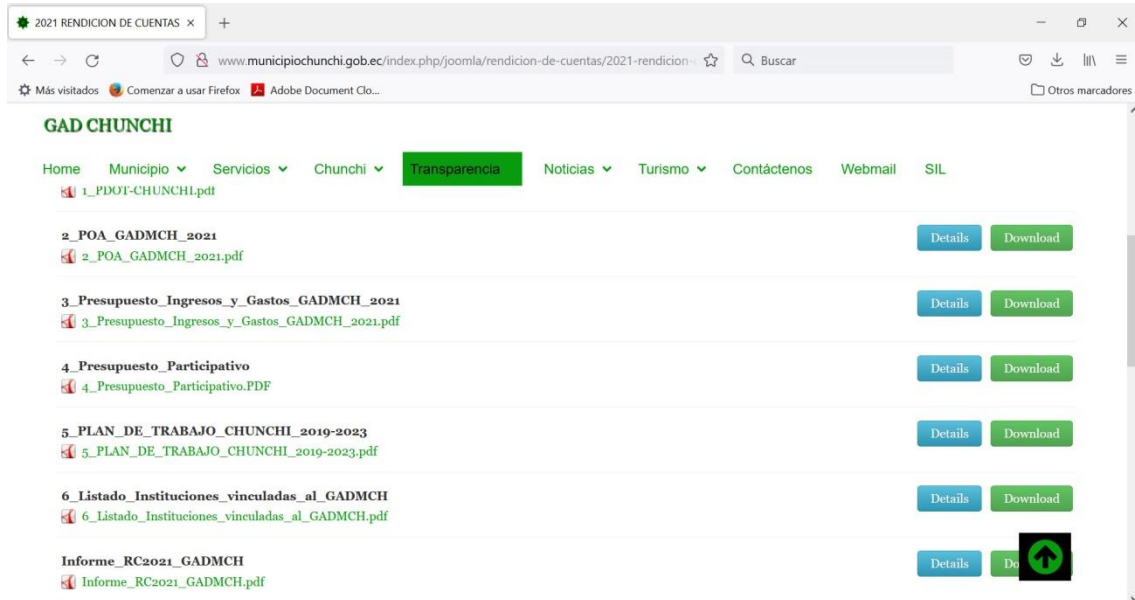 2021 RENDICION DE CUENTAS
www.municipiochunchi.gob.ec/index.php/joomla/rendicion-de-cuentas/2021-rendicion-
Buscar
Más visitados Comenzar a usar Firefox Adobe Document Clo... Otros marcadores
GAD CHUNCHI
Home Municipio Servicios Chunchi Transparencia Noticias Turismo Contáctenos Webmail SIL
1_PDOT-CHUNCHI.pdf
2_POA_GADMCH_2021 Details Download
2_POA_GADMCH_2021.pdf
3_Presupuesto_Ingresos_y_Gastos_GADMCH_2021 Details Download
3_Presupuesto_Ingresos_y_Gastos_GADMCH_2021.pdf
4_Presupuesto_Participativo Details Download
4_Presupuesto_Participativo.PDF
5_PLAN_DE_TRABAJO_CHUNCHI_2019-2023 Details Download
5_PLAN_DE_TRABAJO_CHUNCHI_2019-2023.pdf
6_Listado_Instituciones_vinculadas_al_GADMCH Details Download
6_Listado_Instituciones_vinculadas_al_GADMCH.pdf
Informe_RC2021_GADMCH Details Do
Informe_RC2021_GADMCH.pdf